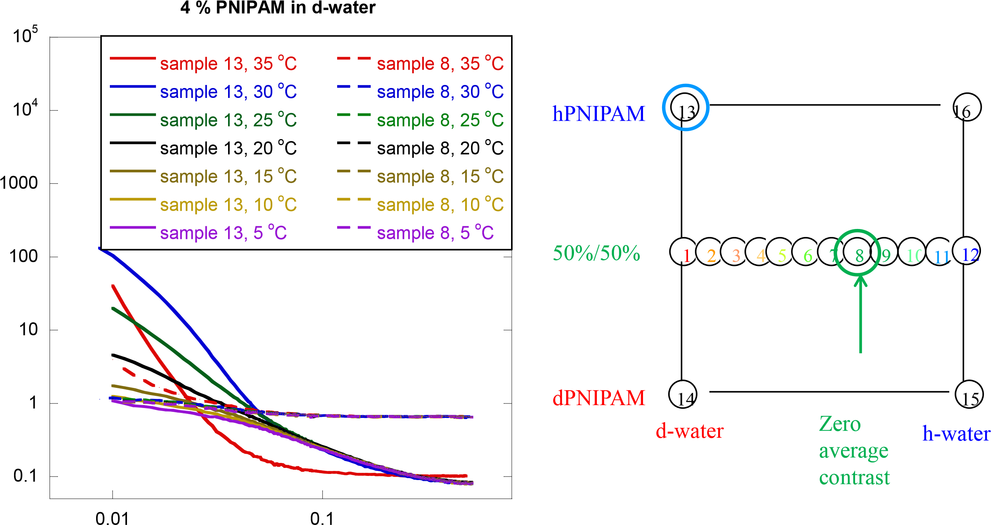 4 % PNIPAM in d-water
10^5
10^4
1000
100
10
1
0.1
0.01
0.1
sample 13, 35 °C
sample 13, 30 °C
sample 13, 25 °C
sample 13, 20 °C
sample 13, 15 °C
sample 13, 10 °C
sample 13, 5 °C
sample 8, 35 °C
sample 8, 30 °C
sample 8, 25 °C
sample 8, 20 °C
sample 8, 15 °C
sample 8, 10 °C
sample 8, 5 °C
hPNIPAM
13
16
50%/50%
1 2 3 4 5 6 7 8 9 10 11 12
dPNIPAM
14
15
d-water
Zero
average
contrast
h-water